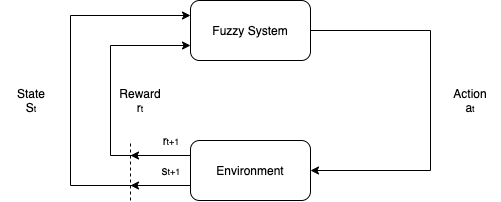 Fuzzy System
State
St
Reward
rt
Action
at
rt+1
st+1
Environment